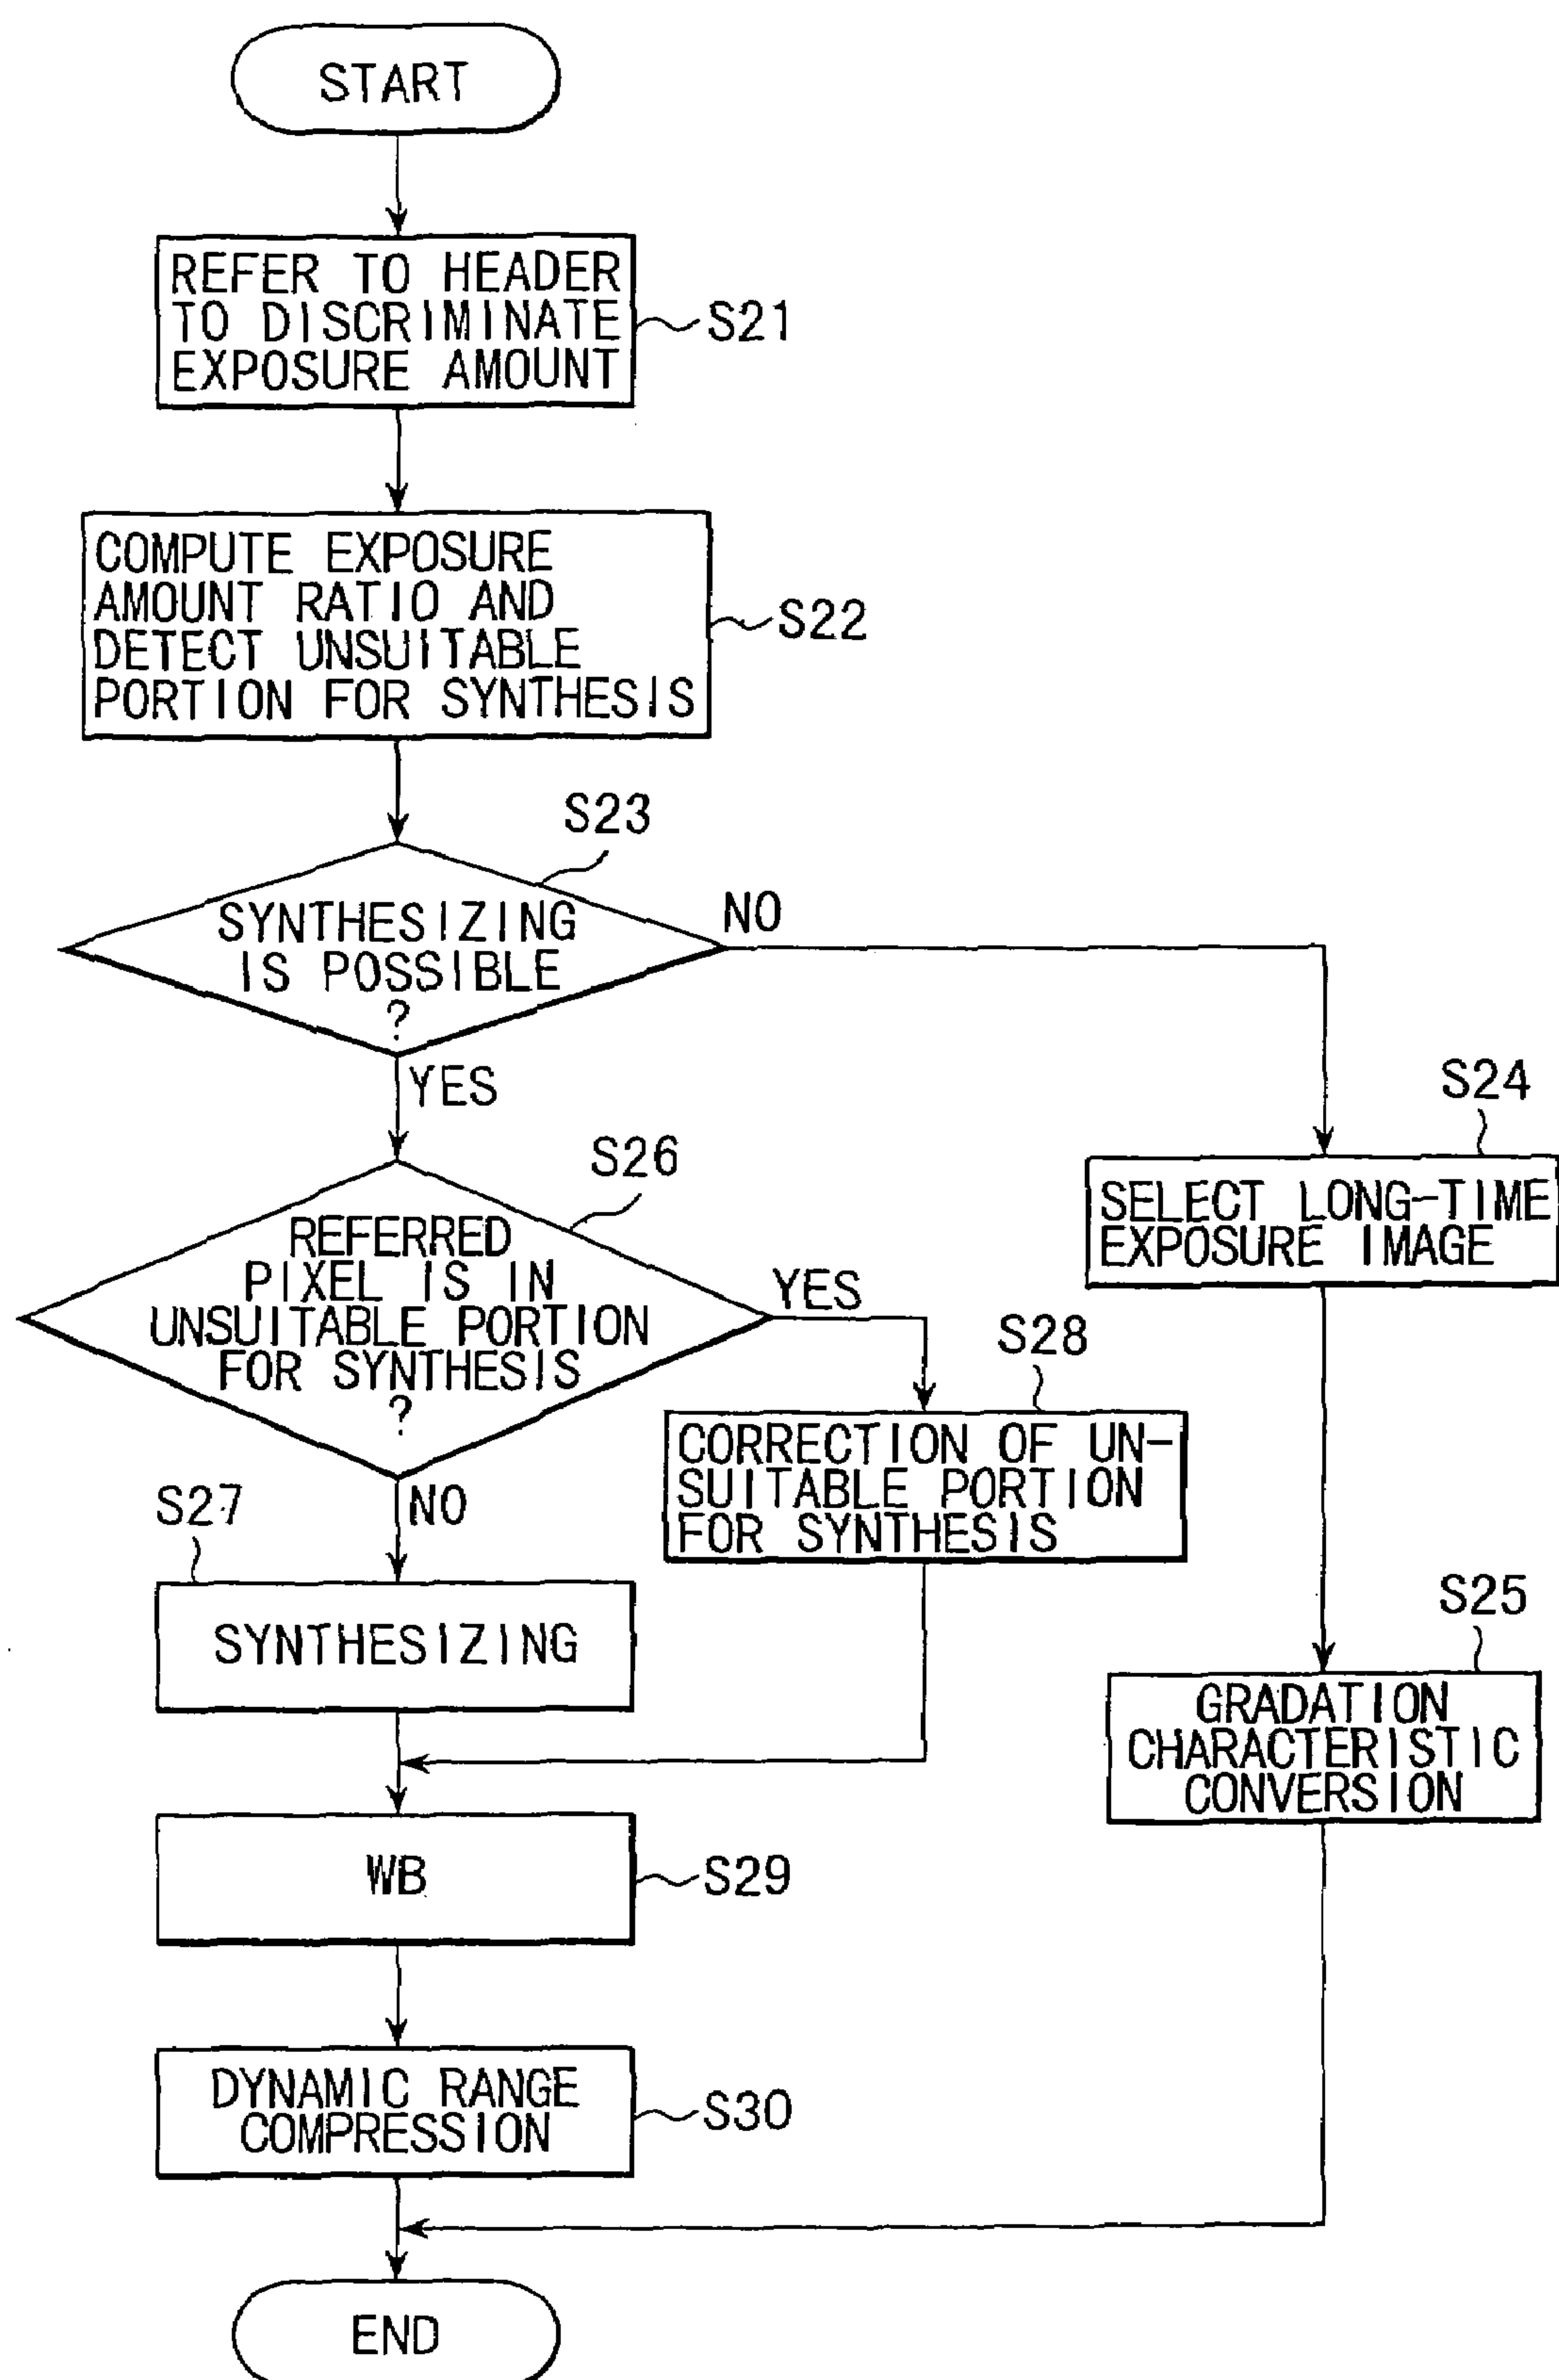 START
REFER TO HEADER
TO DISCRIMINATE
EXPOSURE AMOUNT
S21
COMPUTE EXPOSURE
AMOUNT RATIO AND
DETECT UNSUITABLE
PORTION FOR SYNTHESIS
S22
S23
SYNTHESIZING
IS POSSIBLE
?
NO
YES
S24
SELECT LONG-TIME
EXPOSURE IMAGE
S26
REFERRED
PIXEL IS IN
UNSUITABLE PORTION
FOR SYNTHESIS
?
YES
NO
S28
CORRECTION OF UN-
SUITABLE PORTION
FOR SYNTHESIS
S27
SYNTHESIZING
S25
GRADATION
CHARACTERISTIC
CONVERSION
WB
S29
DYNAMIC RANGE
COMPRESSION
S30
END